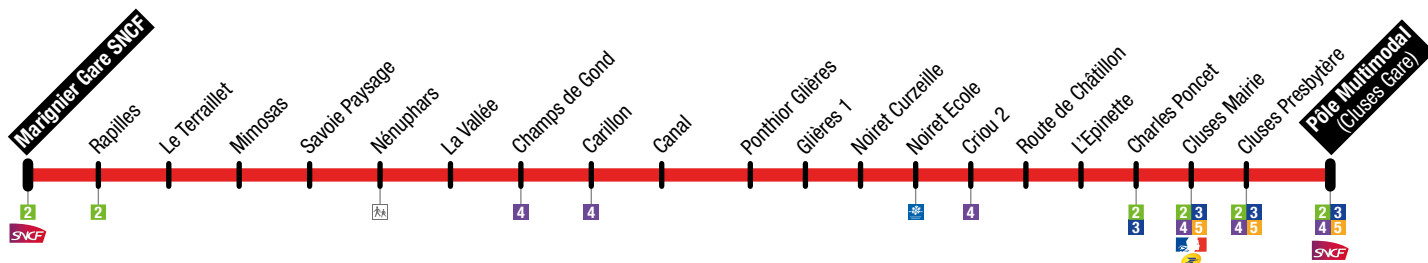 Marignier Gare SNCF
Rapilles
Le Terraillet
Mimosas
Savoie Paysage
Nénuphars
La Vallée
Champs de Gond
Carillon
Canal
Ponthior Glières
Glières 1
Noiret Curzeille
Noiret Ecole
Criou 2
Route de Châtillon
L'Epinette
Charles Poncet
Cluses Mairie
Cluses Presbytère
Pôle Multimodal
(Cluses Gare)
2
SNCF
2
4
4
4
2
3
2 3
4 5
2 3
4 5
2 3
4 5
SNCF